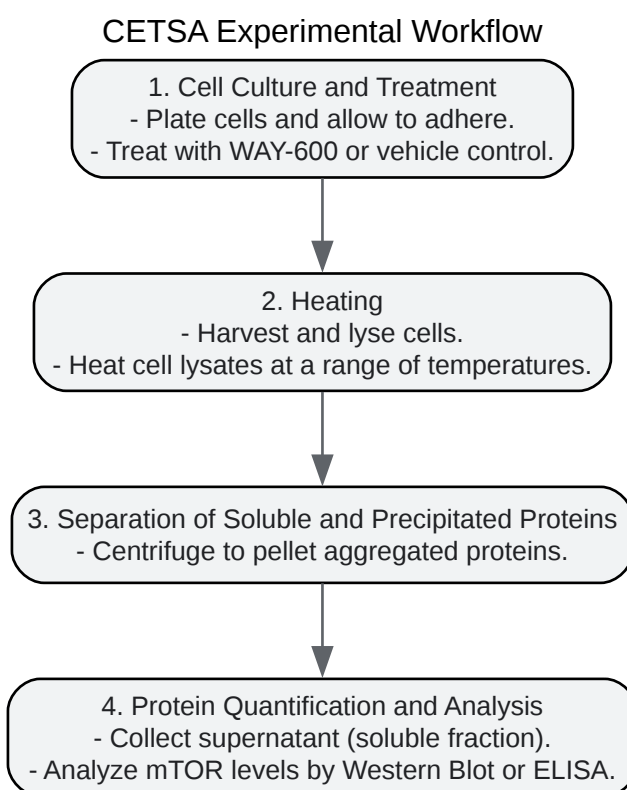 CETSA Experimental Workflow
1. Cell Culture and Treatment
- Plate cells and allow to adhere.
- Treat with WAY-600 or vehicle control.
2. Heating
- Harvest and lyse cells.
- Heat cell lysates at a range of temperatures.
3. Separation of Soluble and Precipitated Proteins
- Centrifuge to pellet aggregated proteins.
4. Protein Quantification and Analysis
- Collect supernatant (soluble fraction).
- Analyze mTOR levels by Western Blot or ELISA.